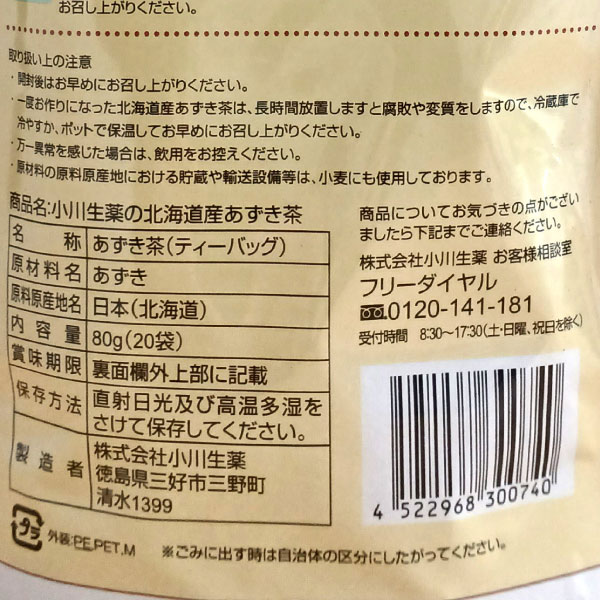 お召し上がりください。
取り扱い上の注意
・開封後はお早めにお召し上がりください。
・一度お作りになった北海道産あずき茶は、長時間放置しますと腐敗や変質をしますので、冷蔵庫で
冷やすか、ポットで保温してお早めにお召し上がりください。
・万一異常を感じた場合は、飲用をお控えください。
・原材料の原料原産地における貯蔵や輸送設備等は、小麦にも使用しております。
商品名:小川生薬の北海道産あずき茶
名称 あずき茶(ティーバッグ)
原材料名 あずき
原料原産地名 日本(北海道)
内容量 80g(20袋)
賞味期限 裏面欄外上部に記載
保存方法 直射日光及び高温多湿を
さけて保存してください。
製造者 株式会社小川生薬
徳島県三好市三野町
清水1399
商品についてお気づきの点がござい
ましたら下記までご連絡ください。
株式会社小川生薬 お客様相談室
フリーダイヤル
0120-141-181
受付時間 8:30〜17:30(土・日曜、祝日を除く)
4 522968 300740
プラ 外装:PE,PET,M
※ごみに出す時は自治体の区分にしたがってください。